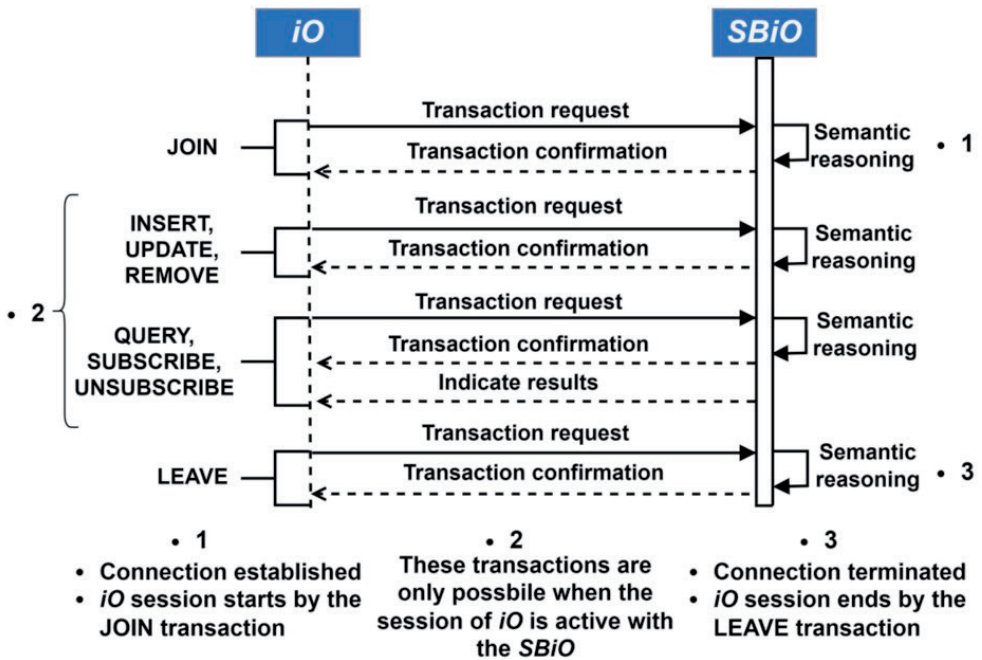 iO
SBiO
JOIN
Transaction request
Transaction confirmation
Semantic
reasoning
• 1
• 2
INSERT,
UPDATE,
REMOVE
Transaction request
Transaction confirmation
Semantic
reasoning
QUERY,
SUBSCRIBE,
UNSUBSCRIBE
Transaction request
Transaction confirmation
Indicate results
Semantic
reasoning
LEAVE
Transaction request
Transaction confirmation
Semantic
reasoning
• 3
• 1
• Connection established
• iO session starts by the
JOIN transaction
• 2
These transactions are
only possbile when the
session of iO is active with
the SBiO
• 3
• Connection terminated
• iO session ends by the
LEAVE transaction